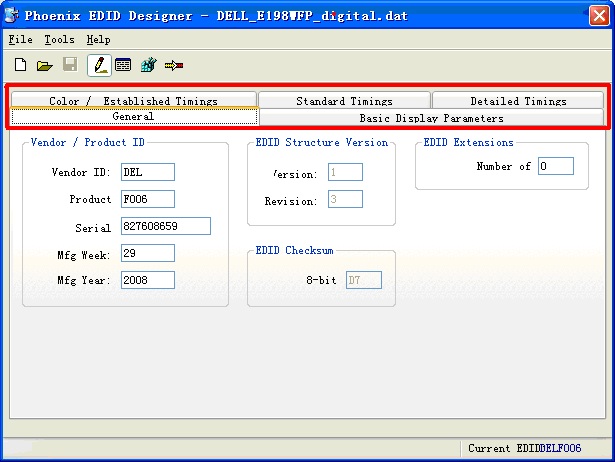 Phoenix EDID Designer - DELL_E198WFP_digital.dat
File Tools Help
Color / Established Timings Standard Timings Detailed Timings
General Basic Display Parameters
Vendor / Product ID EDID Structure Version EDID Extensions
Vendor ID: DEL Version: 1 Number of 0
Product F006 Revision: 3
Serial 827608659
Mfg Week: 29 EDID Checksum
Mfg Year: 2008 8-bit D7
Current EDID DELF006